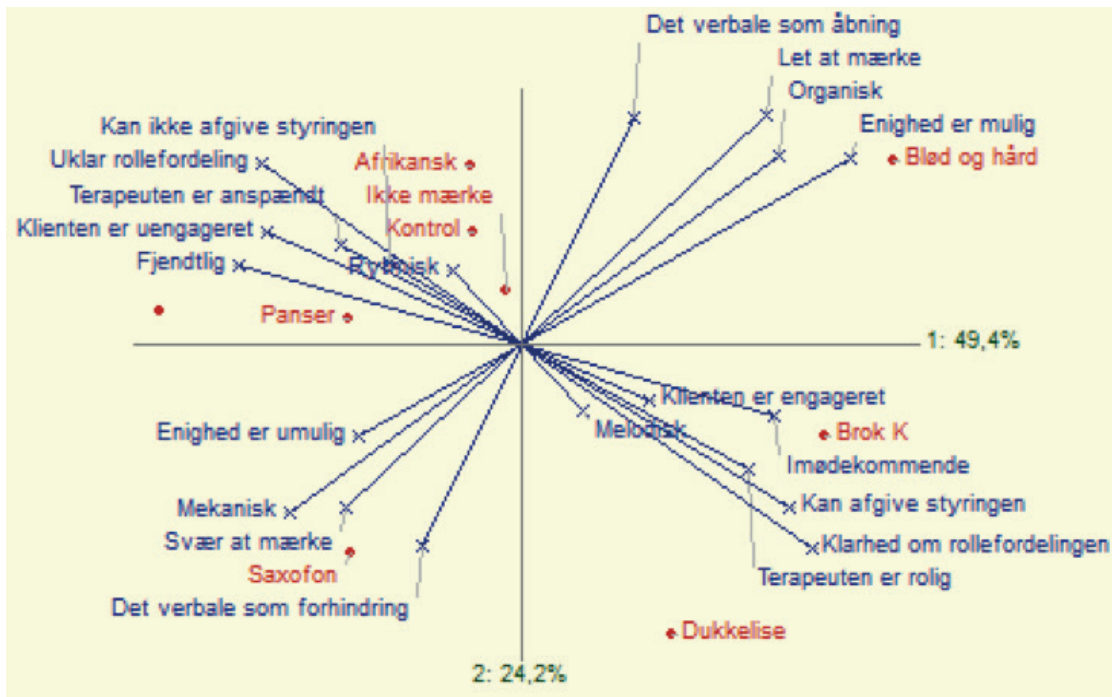 Det verbale som åbning
Let at mærke
Organisk
Enighed er mulig
Blød og hård
Kan ikke afgive styringen
Uklar rollefordeling
Afrikansk
Terapeuten er anspændt
Ikke mærke
Klienten er uengageret
Kontrol
Fjendtlig
Rytmisk
Panser
1: 49,4%
Klienten er engageret
Enighed er umulig
Melodisk
Brok K
Imødekommende
Mekanisk
Kan afgive styringen
Svær at mærke
Klarhed om rollefordelingen
Saxofon
Terapeuten er rolig
Det verbale som forhindring
Dukkelise
2: 24,2%